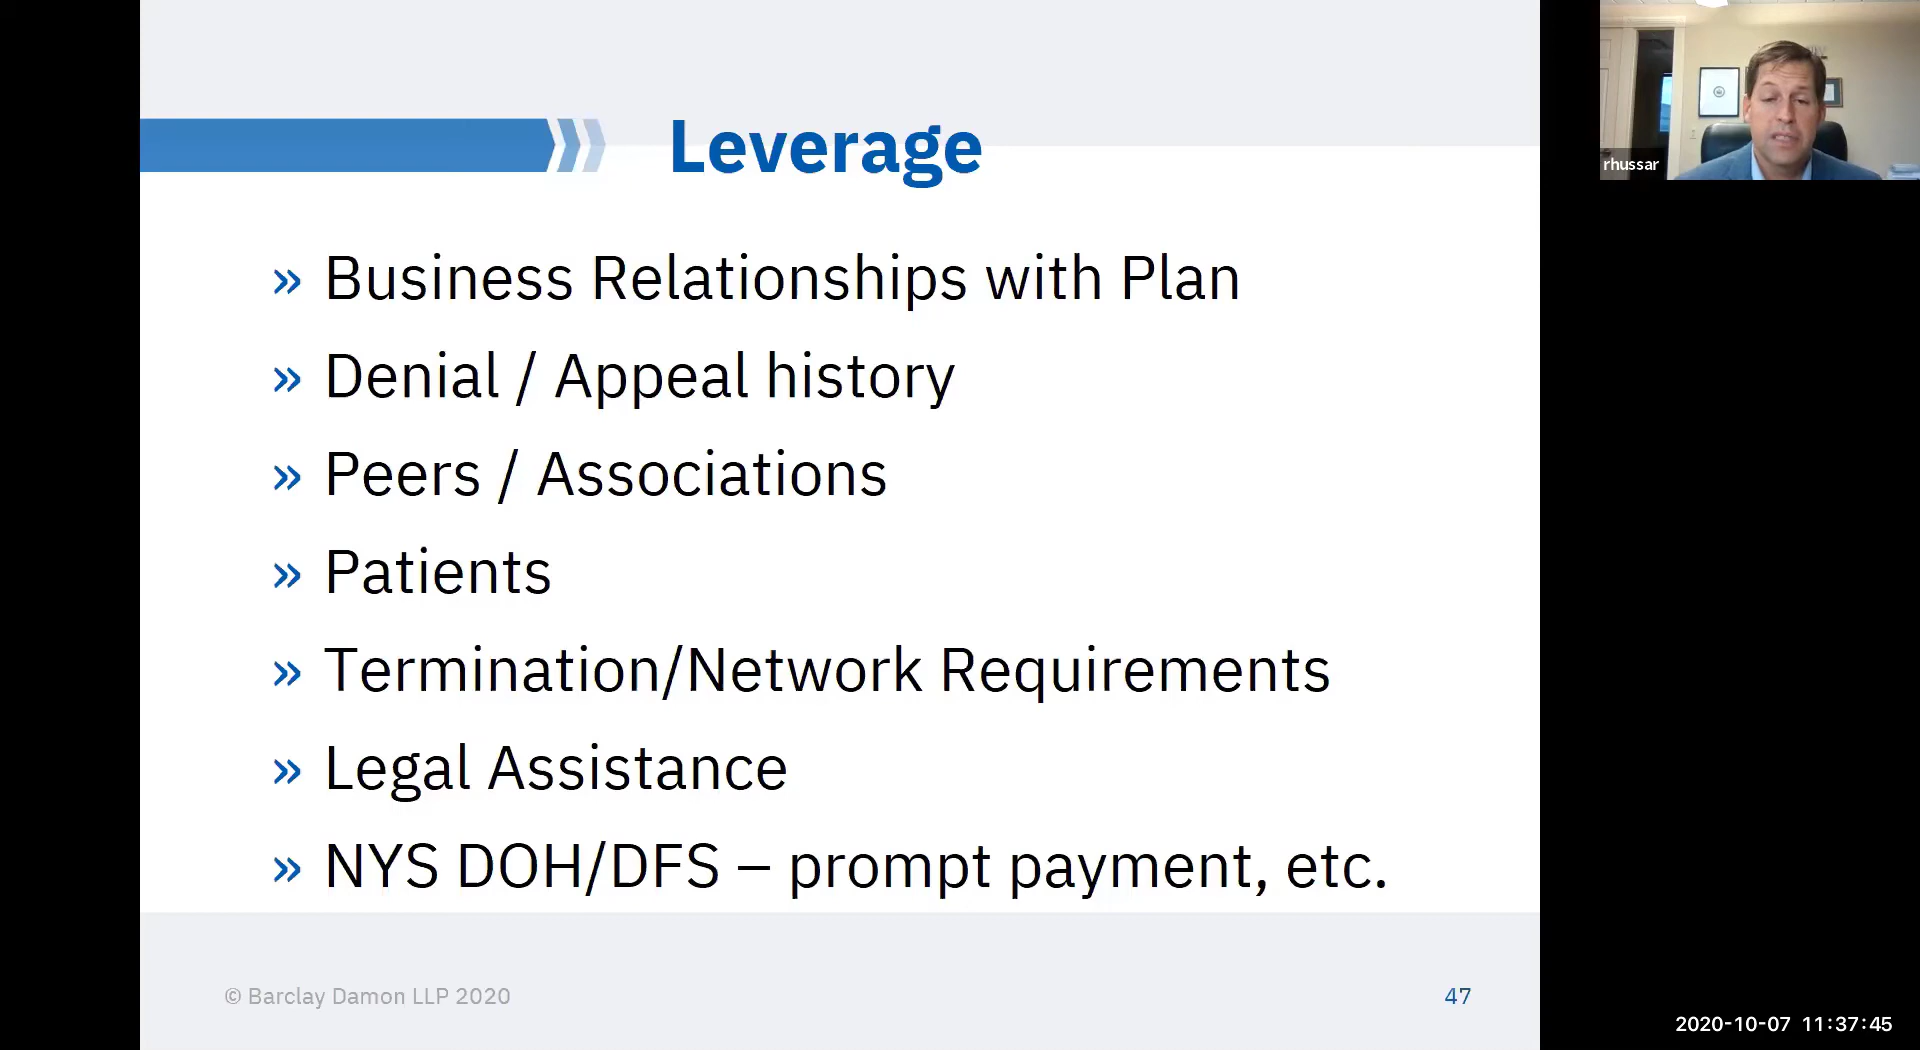 Leverage
» Business Relationships with Plan
» Denial / Appeal history
» Peers / Associations
» Patients
» Termination/Network Requirements
» Legal Assistance
» NYS DOH/DFS – prompt payment, etc.
© Barclay Damon LLP 2020
47
rhussar
2020-10-07 11:37:45